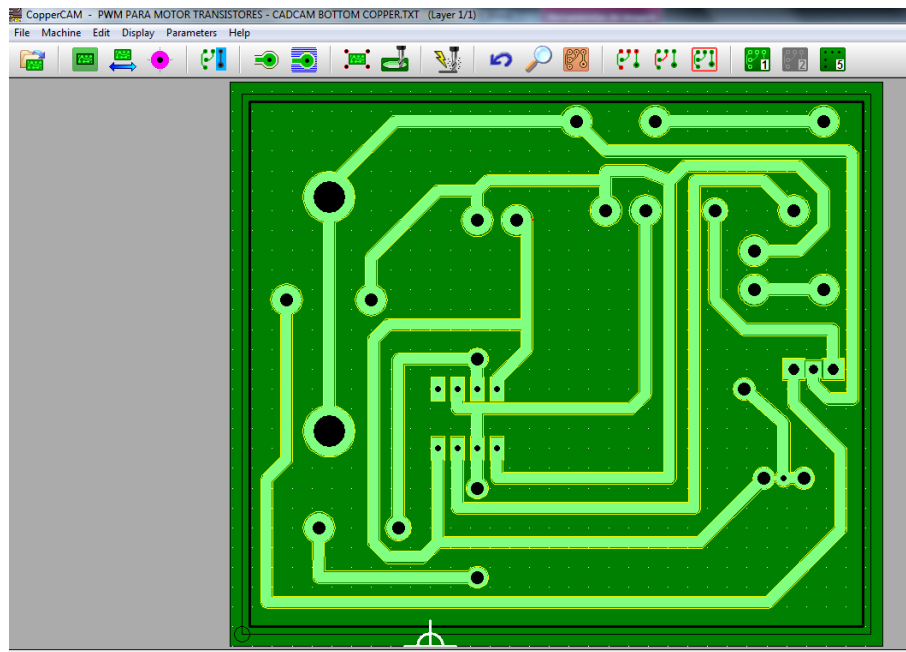 CopperCAM - PWM PARA MOTOR TRANSISTORES - CADCAM BOTTOM COPPER.TXT (Layer 1/1)
File Machine Edit Display Parameters Help
1 2 5